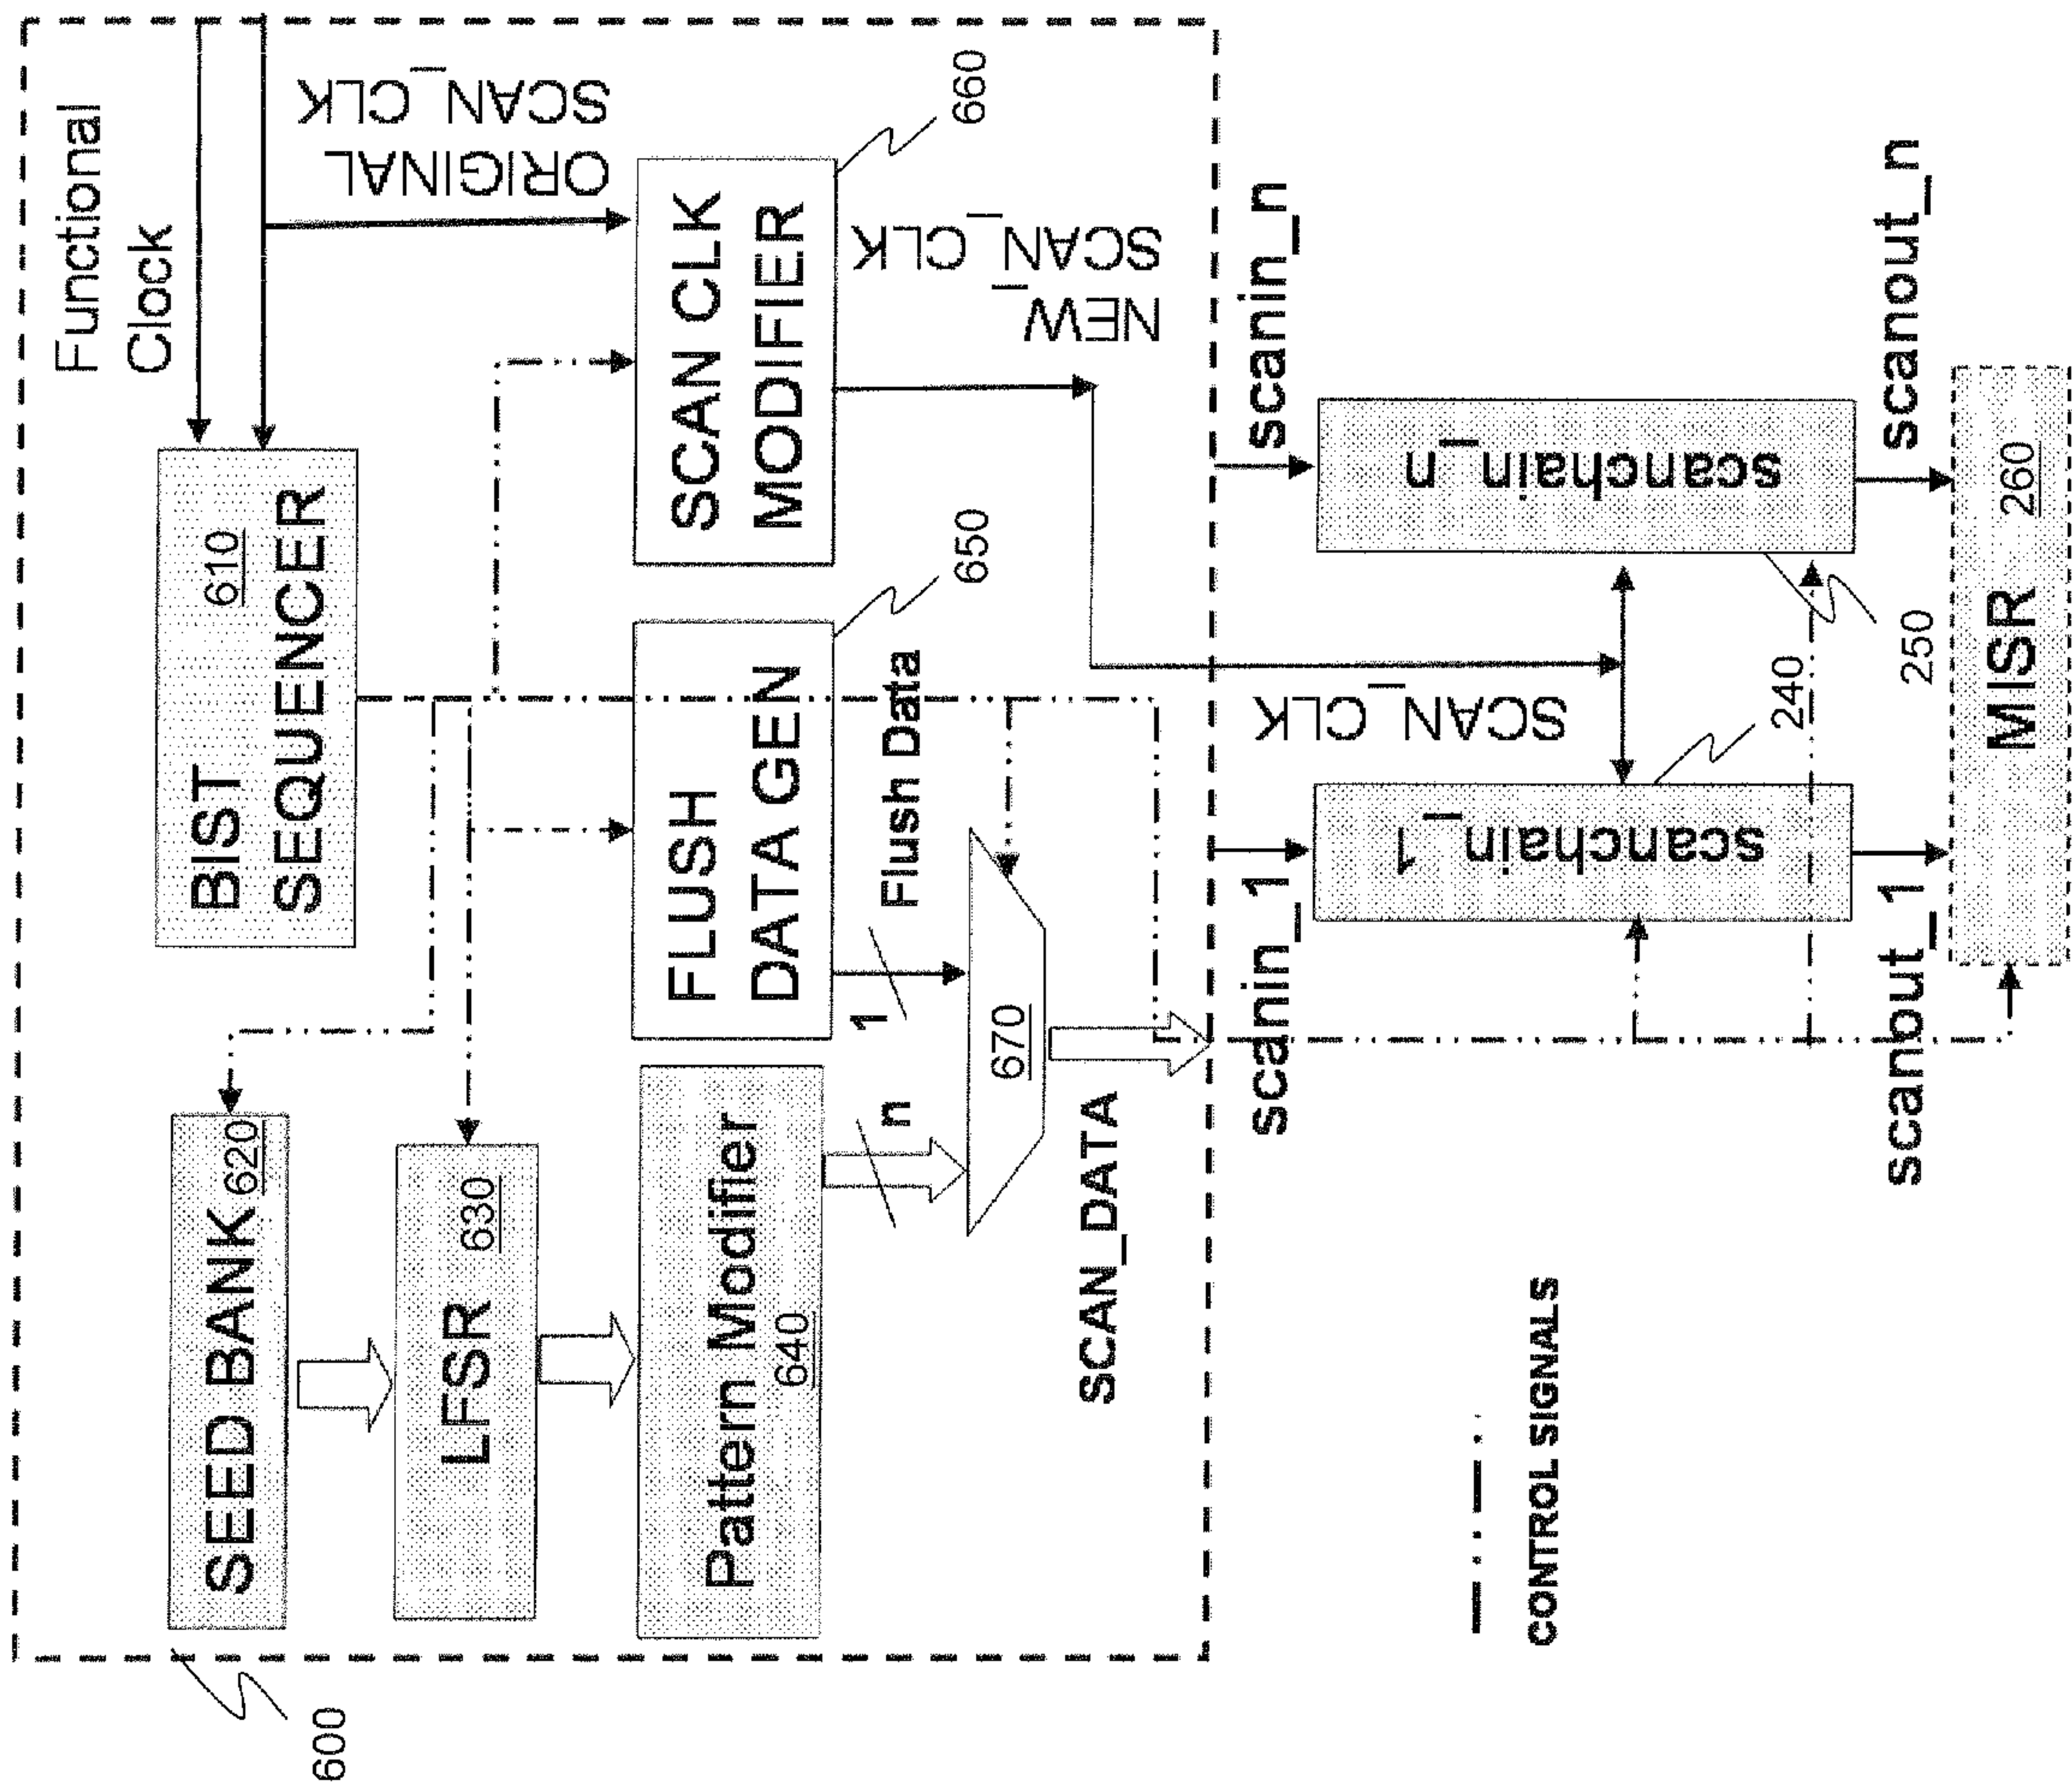 600
Functional
Clock
ORIGINAL
SCAN_CLK
BIST
610
SEQUENCER
SEED BANK
620
LFSR
630
Pattern Modifier
640
FLUSH
DATA GEN
650
SCAN CLK
MODIFIER
660
NEW_
SCAN_CLK
n
1
Flush Data
670
SCAN_DATA
scanin_1
scanin_n
SCAN_CLK
scanchain_1
240
scanchain_n
250
scanout_1
scanout_n
MISR
260
CONTROL SIGNALS